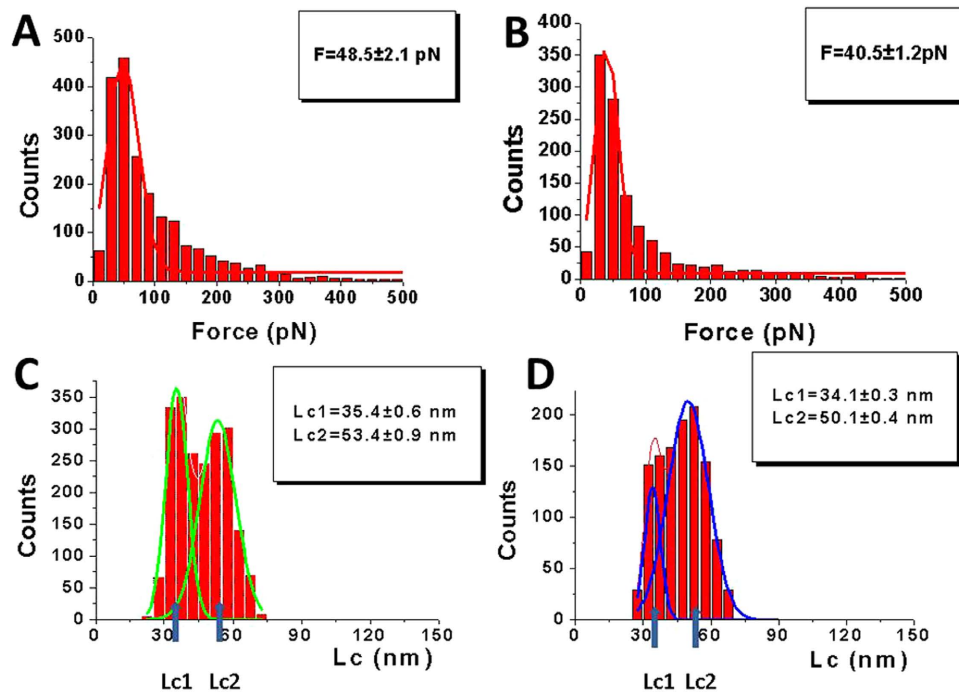 A
F=48.5±2.1 pN
500
400
300
200
100
0
Counts
0 100 200 300 400 500
Force (pN)
B
F=40.5±1.2pN
400
350
300
250
200
150
100
50
0
Counts
0 100 200 300 400 500
Force (pN)
C
Lc1=35.4±0.6 nm
Lc2=53.4±0.9 nm
350
300
250
200
150
100
50
0
Counts
0 30 60 90 120
Lc (nm)
Lc1 Lc2
D
Lc1=34.1±0.3 nm
Lc2=50.1±0.4 nm
200
150
100
50
0
Counts
0 30 60 90 120
Lc (nm)
Lc1 Lc2